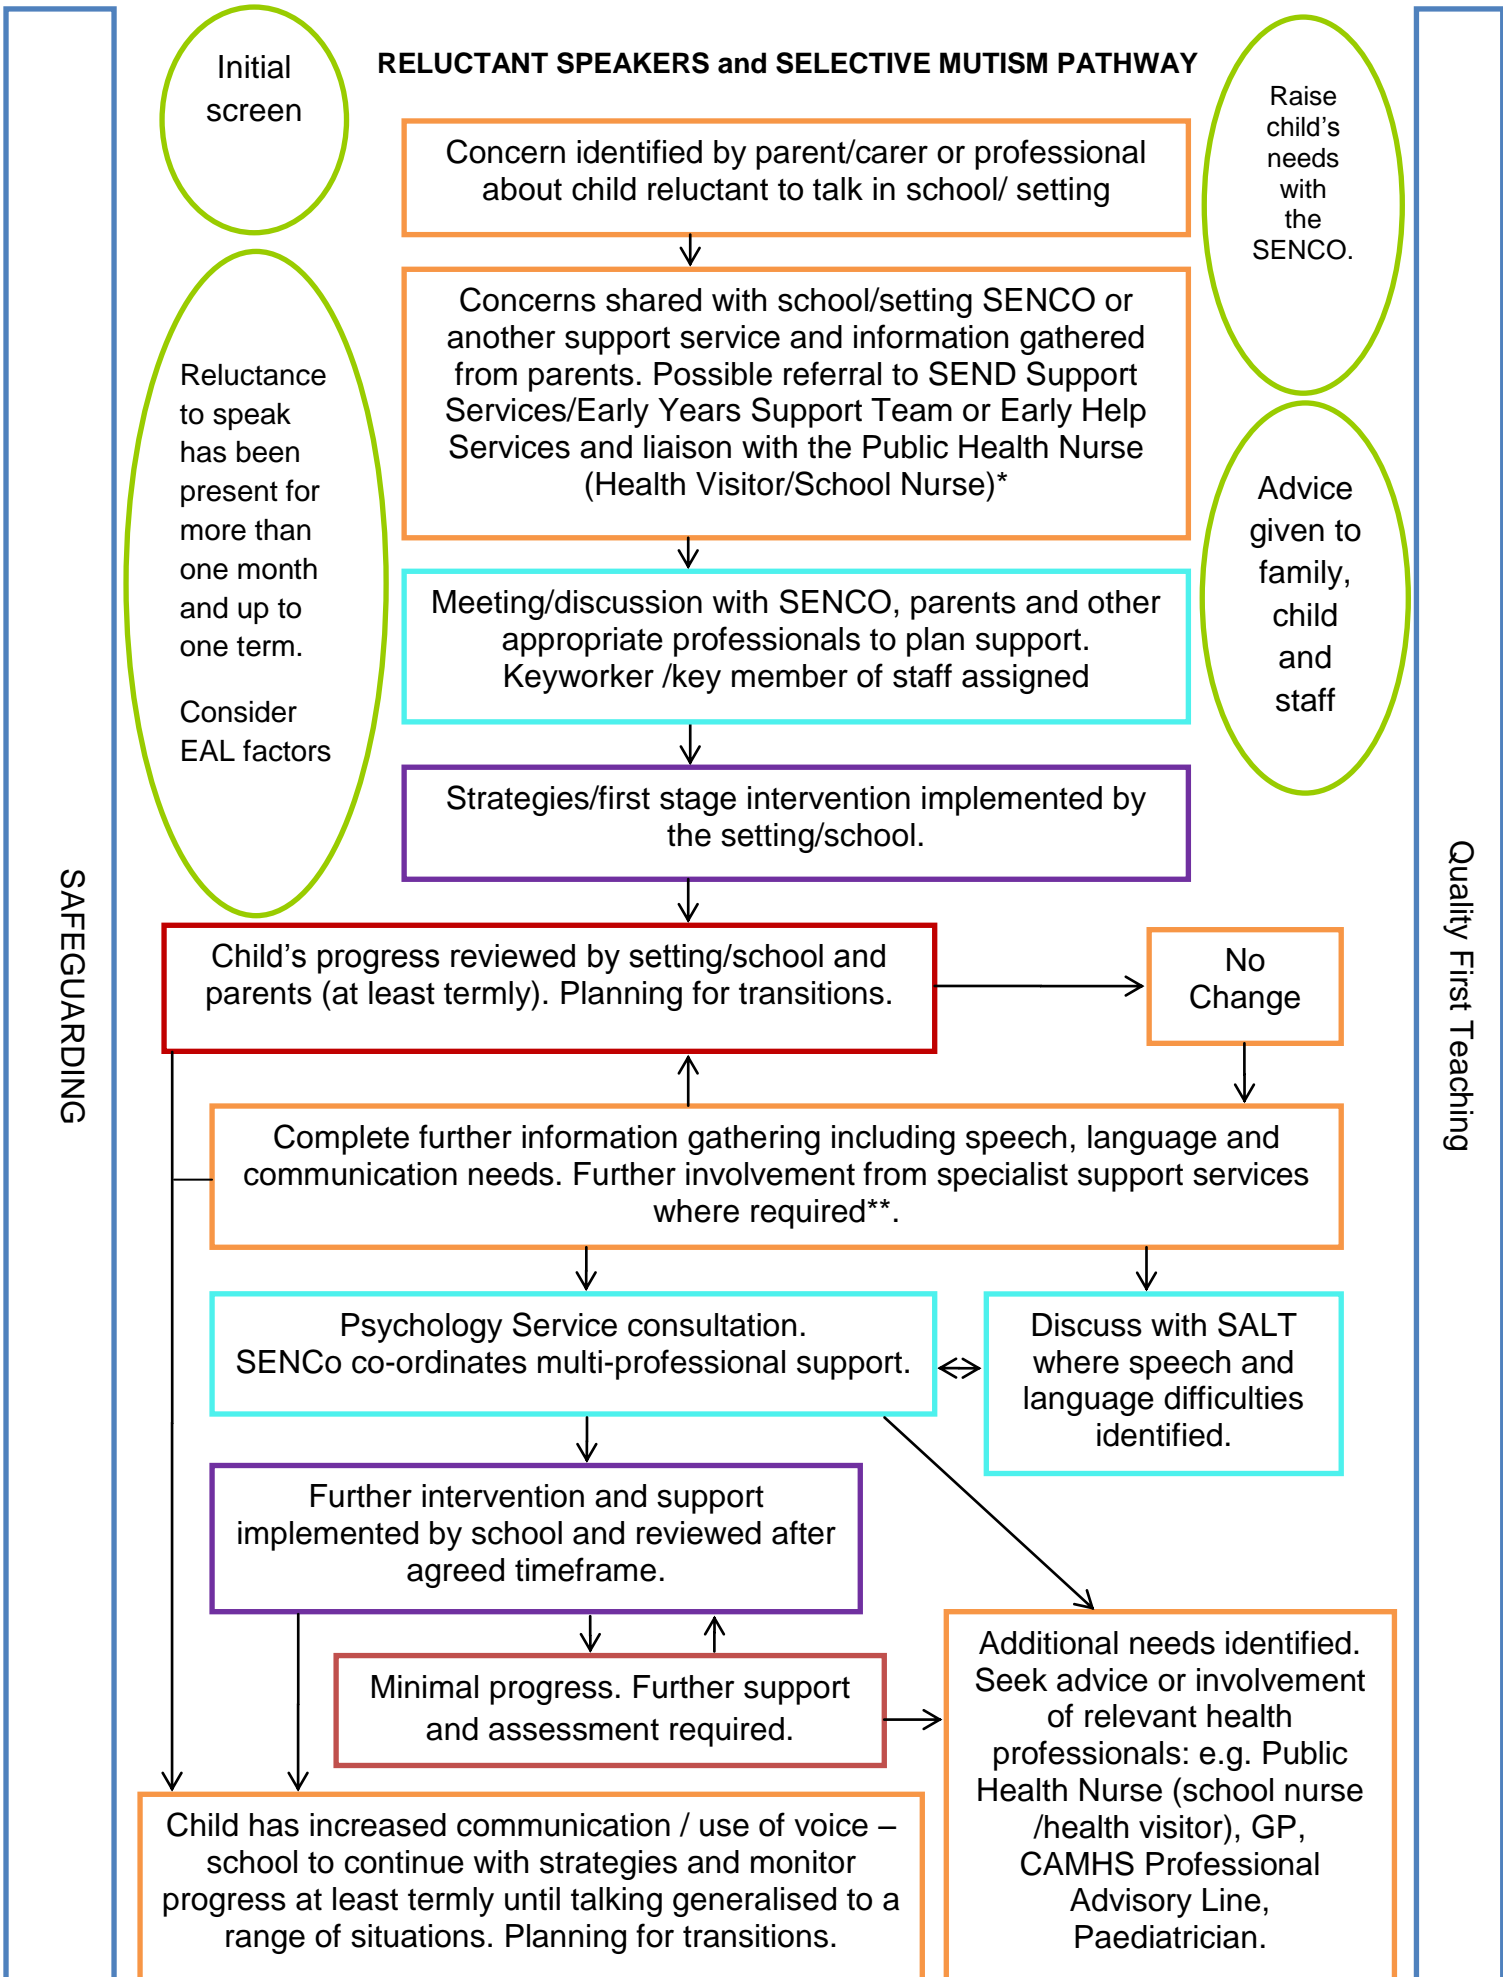 RELUCTANT SPEAKERS and SELECTIVE MUTISM PATHWAY
Initial
screen
Raise
child’s
needs
with
the
SENCO.
Concern identified by parent/carer or professional
about child reluctant to talk in school/ setting
Concerns shared with school/setting SENCO or
another support service and information gathered
from parents. Possible referral to SEND Support
Services/Early Years Support Team or Early Help
Services and liaison with the Public Health Nurse
(Health Visitor/School Nurse)*
Reluctance
to speak
has been
present for
more than
one month
and up to
one term.
Consider
EAL factors
Advice
given to
family,
child
and
staff
Meeting/discussion with SENCO, parents and other
appropriate professionals to plan support.
Keyworker /key member of staff assigned
Strategies/first stage intervention implemented by
the setting/school.
SAFEGUARDING
Quality First Teaching
Child’s progress reviewed by setting/school and
parents (at least termly). Planning for transitions.
No
Change
Complete further information gathering including speech, language and
communication needs. Further involvement from specialist support services
where required**.
Psychology Service consultation.
SENCo co-ordinates multi-professional support.
Discuss with SALT
where speech and
language difficulties
identified.
Further intervention and support
implemented by school and reviewed after
agreed timeframe.
Minimal progress. Further support
and assessment required.
Additional needs identified.
Seek advice or involvement
of relevant health
professionals: e.g. Public
Health Nurse (school nurse
/health visitor), GP,
CAMHS Professional
Advisory Line,
Paediatrician.
Child has increased communication / use of voice –
school to continue with strategies and monitor
progress at least termly until talking generalised to a
range of situations. Planning for transitions.